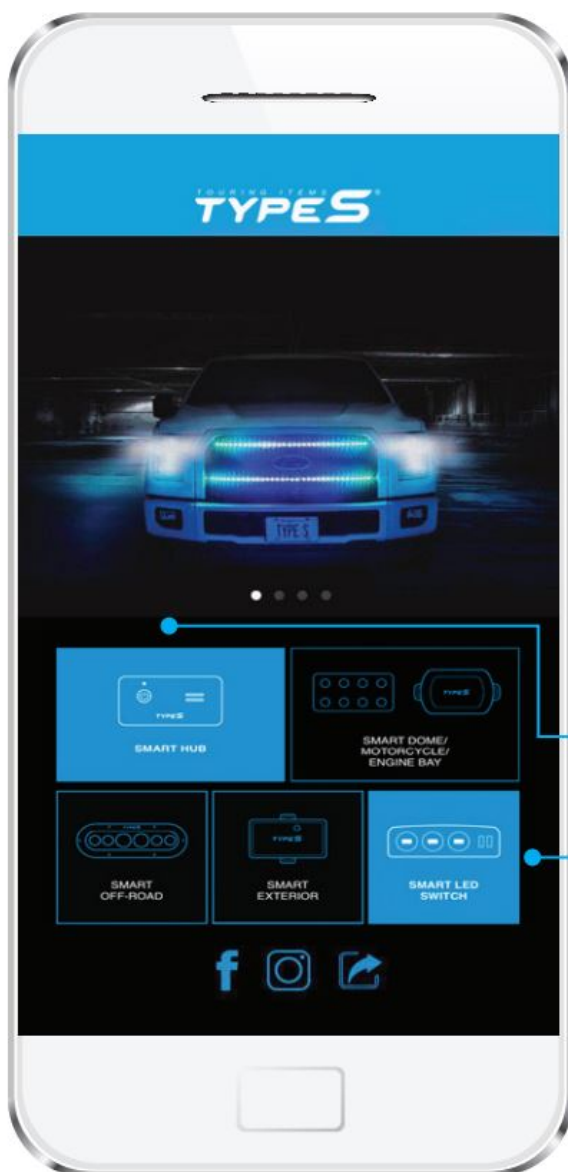 TOURING ITEMS
TYPE S®
TYPE S
TYPE S
SMART HUB
TYPE S
SMART DOME/
MOTORCYCLE/
ENGINE BAY
TYPE S
SMART
OFF-ROAD
TYPE S
SMART
EXTERIOR
SMART LED
SWITCH